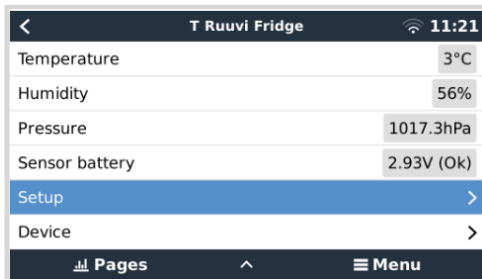 T Ruuvi Fridge 11:21
Temperature 3°C
Humidity 56%
Pressure 1017.3hPa
Sensor battery 2.93V (Ok)
Setup
Device
Pages Menu